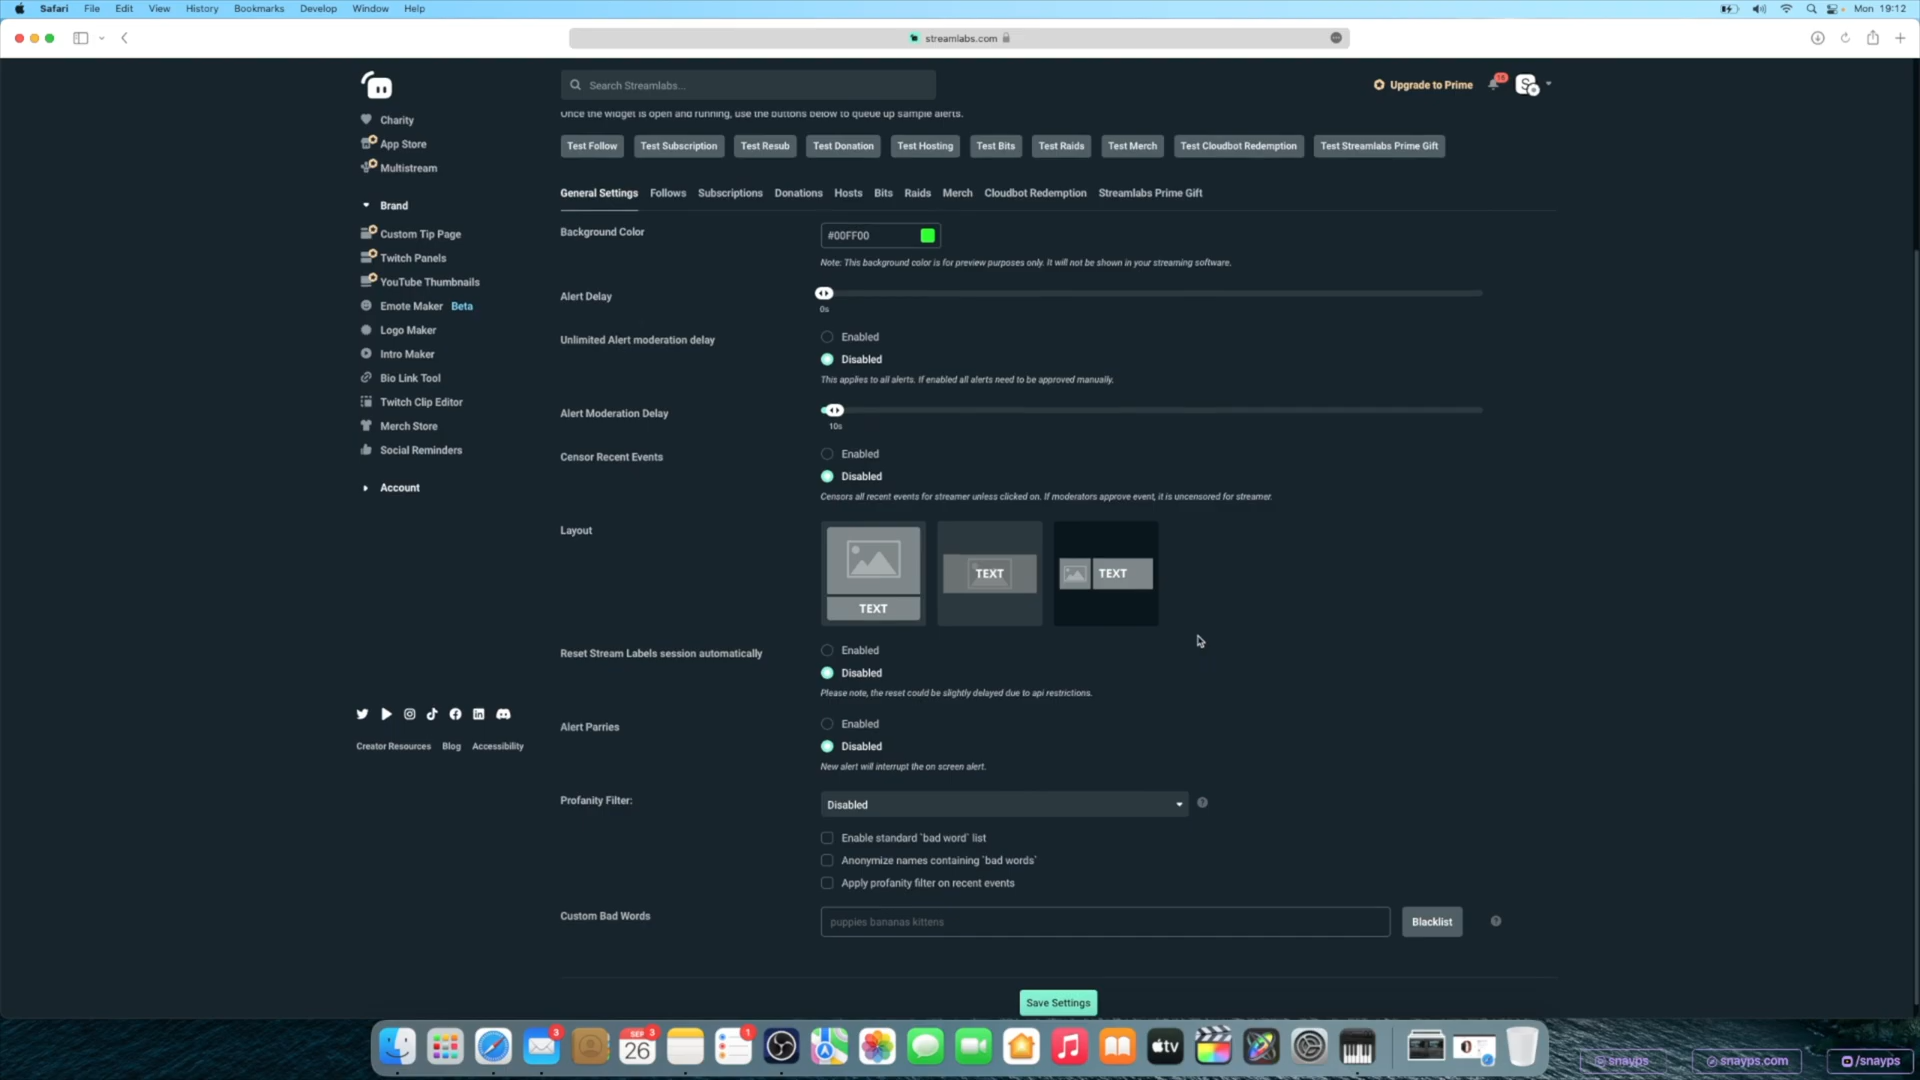 Safari File Edit View History Bookmarks Develop Window Help Mon 19:12
streamlabs.com
Search Streamlabs...
Upgrade to Prime
S
Charity
App Store
Multistream
Brand
Custom Tip Page
Twitch Panels
YouTube Thumbnails
Emote Maker Beta
Logo Maker
Intro Maker
Bio Link Tool
Twitch Clip Editor
Merch Store
Social Reminders
Account
Creator Resources Blog Accessibility
Once the widget is open and running, use the buttons below to queue up sample alerts.
Test Follow Test Subscription Test Resub Test Donation Test Hosting Test Bits Test Raids Test Merch Test Cloudbot Redemption Test Streamlabs Prime Gift
General Settings Follows Subscriptions Donations Hosts Bits Raids Merch Cloudbot Redemption Streamlabs Prime Gift
Background Color #00FF00
Note: This background color is for preview purposes only. It will not be shown in your streaming software.
Alert Delay
0s
Unlimited Alert moderation delay
Enabled
Disabled
This applies to all alerts. If enabled all alerts need to be approved manually.
Alert Moderation Delay
10s
Censor Recent Events
Enabled
Disabled
Censors all recent events for streamer unless clicked on. If moderators approve event, it is uncensored for streamer.
Layout
TEXT TEXT TEXT
Reset Stream Labels session automatically
Enabled
Disabled
Please note, the reset could be slightly delayed due to api restrictions.
Alert Parries
Enabled
Disabled
New alert will interrupt the on screen alert.
Profanity Filter: Disabled
Enable standard `bad word` list
Anonymize names containing `bad words`
Apply profanity filter on recent events
Custom Bad Words puppies bananas kittens Blacklist
Save Settings
3 SEP 26 3 1 tv
@snayps @snayps.com /snayps